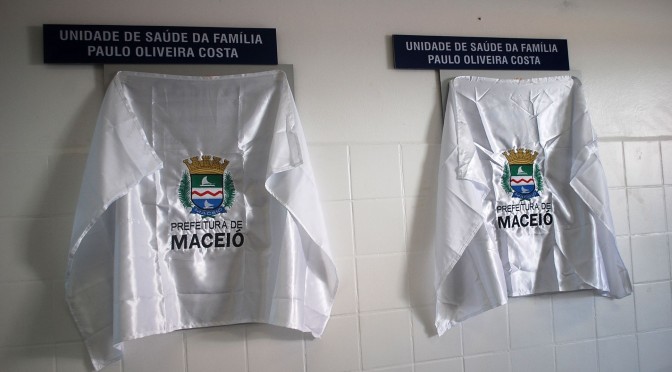 UNIDADE DE SAÚDE DA FAMÍLIA
PAULO OLIVEIRA COSTA
PREFEITURA DE
MACEIÓ
UNIDADE DE SAÚDE DA FAMÍLIA
PAULO OLIVEIRA COSTA
PREFEITURA DE
MACEIÓ